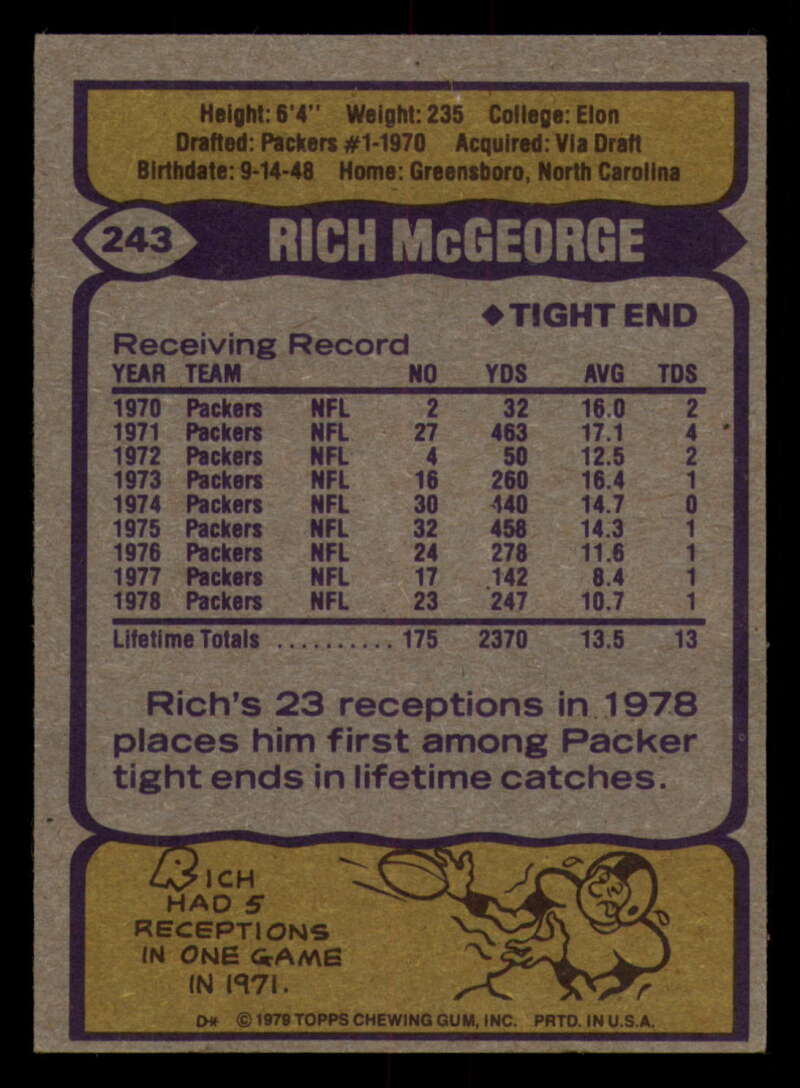 Height: 6'4" Weight: 235 College: Elon
Drafted: Packers #1-1970 Acquired: Via Draft
Birthdate: 9-14-48 Home: Greensboro, North Carolina
243 RICH McGEORGE
◆TIGHT END
Receiving Record
YEAR TEAM NO YDS AVG TDS
1970 Packers NFL 2 32 16.0 2
1971 Packers NFL 27 463 17.1 4
1972 Packers NFL 4 50 12.5 2
1973 Packers NFL 16 260 16.4 1
1974 Packers NFL 30 440 14.7 0
1975 Packers NFL 32 458 14.3 1
1976 Packers NFL 24 278 11.6 1
1977 Packers NFL 17 142 8.4 1
1978 Packers NFL 23 247 10.7 1
Lifetime Totals .......... 175 2370 13.5 13
Rich's 23 receptions in 1978
places him first among Packer
tight ends in lifetime catches.
RICH
HAD 5
RECEPTIONS
IN ONE GAME
IN 1971.
D* © 1979 TOPPS CHEWING GUM, INC. PRTD. IN U.S.A.